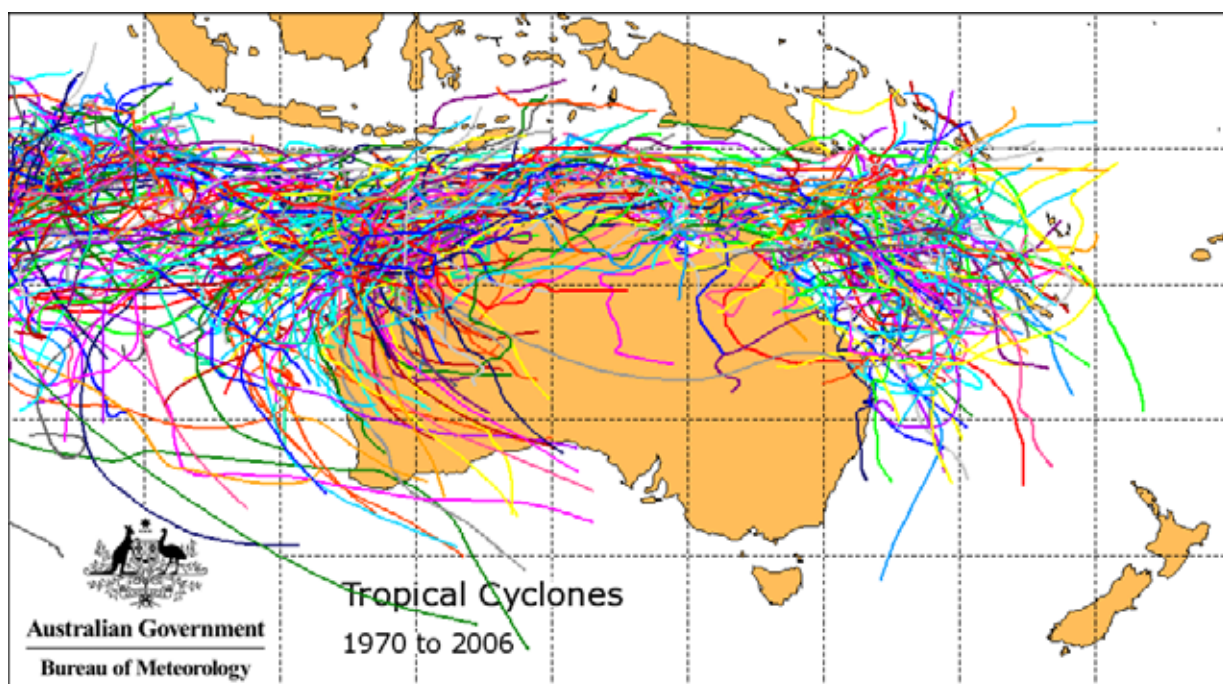 Tropical Cyclones
1970 to 2006
Australian Government
Bureau of Meteorology